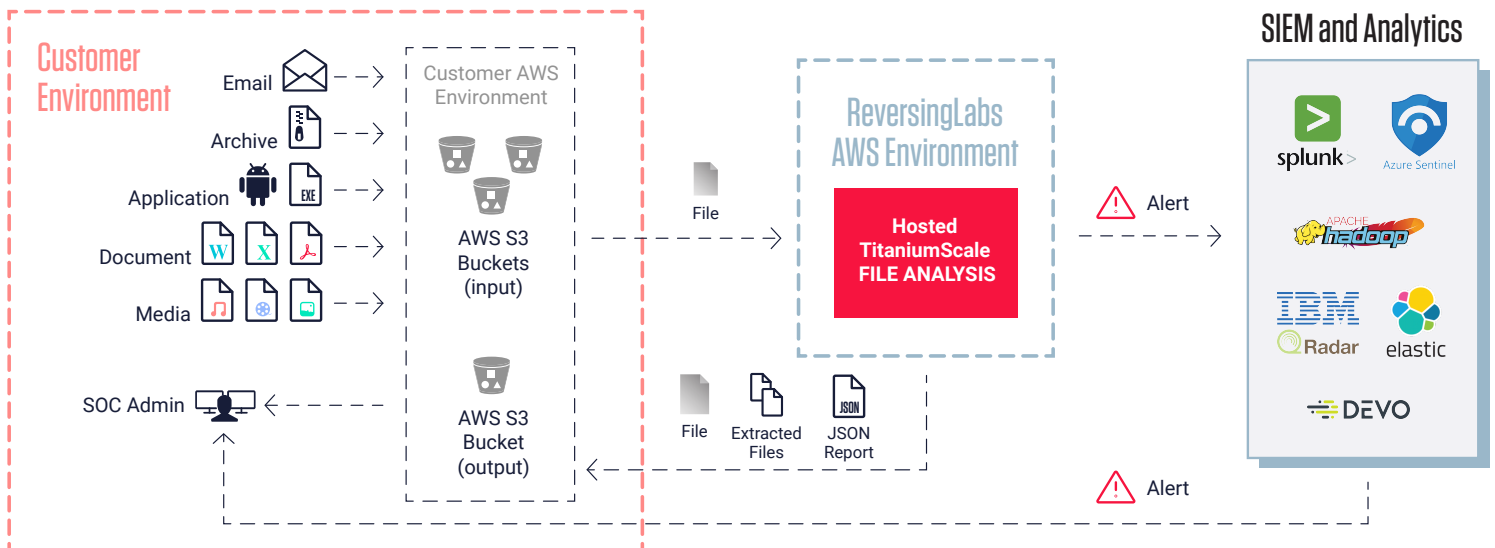 Customer
Environment
Email
Archive
Application
EXE
Document
W
X
Media
SOC Admin
Customer AWS
Environment
AWS S3
Buckets
(input)
AWS S3
Bucket
(output)
File
ReversingLabs
AWS Environment
Hosted
TitaniumScale
FILE ANALYSIS
File
Extracted
Files
JSON
JSON
Report
Alert
SIEM and Analytics
splunk>
Azure Sentinel
APACHE
hadoop
IBM
QRadar
elastic
DEVO
Alert